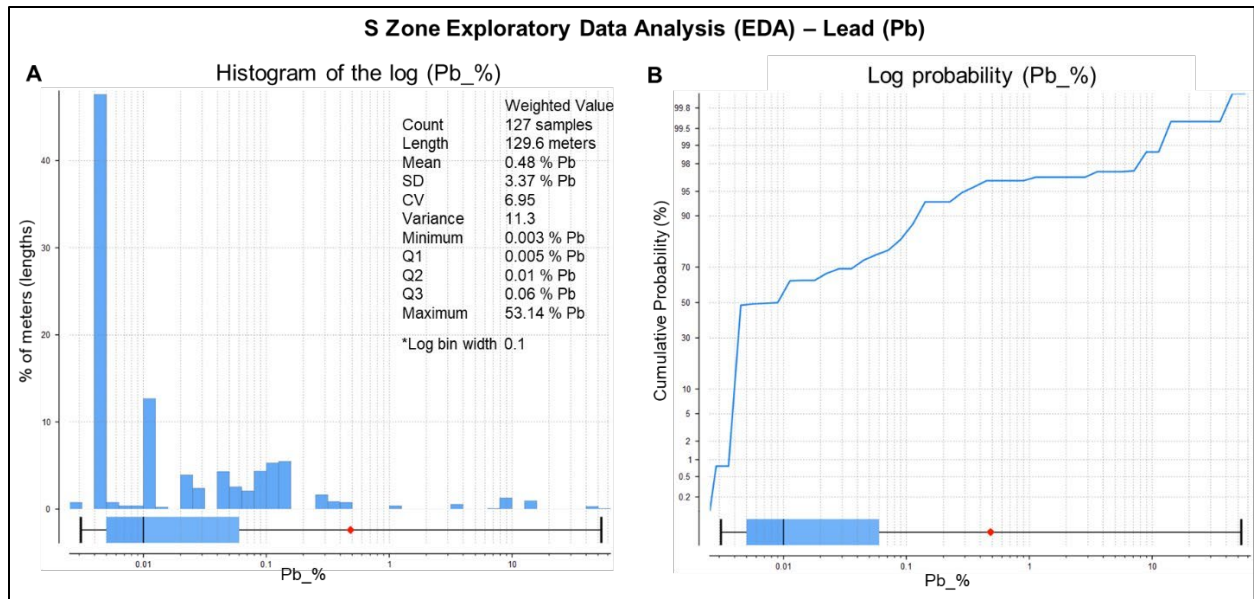 S Zone Exploratory Data Analysis (EDA) – Lead (Pb)
A
Histogram of the log (Pb_%)
Weighted Value
Count 127 samples
Length 129.6 meters
Mean 0.48 % Pb
SD 3.37 % Pb
CV 6.95
Variance 11.3
Minimum 0.003 % Pb
Q1 0.005 % Pb
Q2 0.01 % Pb
Q3 0.06 % Pb
Maximum 53.14 % Pb
*Log bin width 0.1
% of meters (lengths)
40
30
20
10
0
0.01 0.1 1 10
Pb_%
B
Log probability (Pb_%)
Cumulative Probability (%)
99.8
99.5
99
98
95
90
70
50
30
10
5
2
1
0.5
0.2
0.01 0.1 1 10
Pb_%